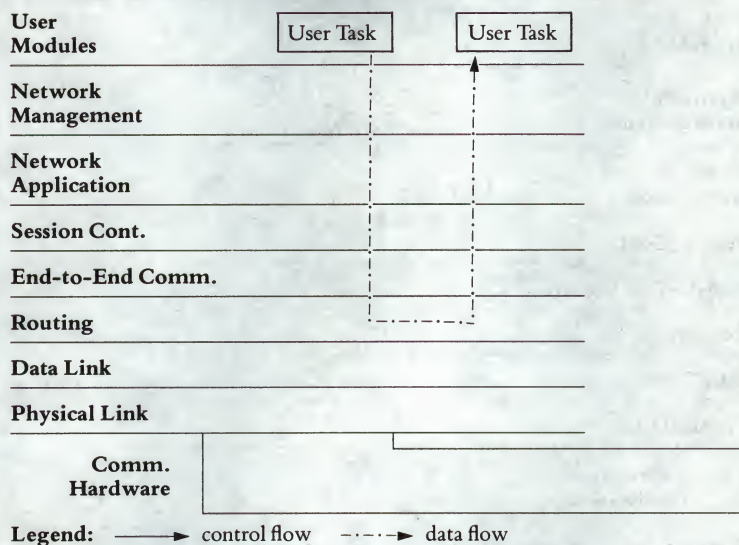 User
Modules
User Task
User Task
Network
Management
Network
Application
Session Cont.
End-to-End Comm.
Routing
Data Link
Physical Link
Comm.
Hardware
Legend: control flow data flow